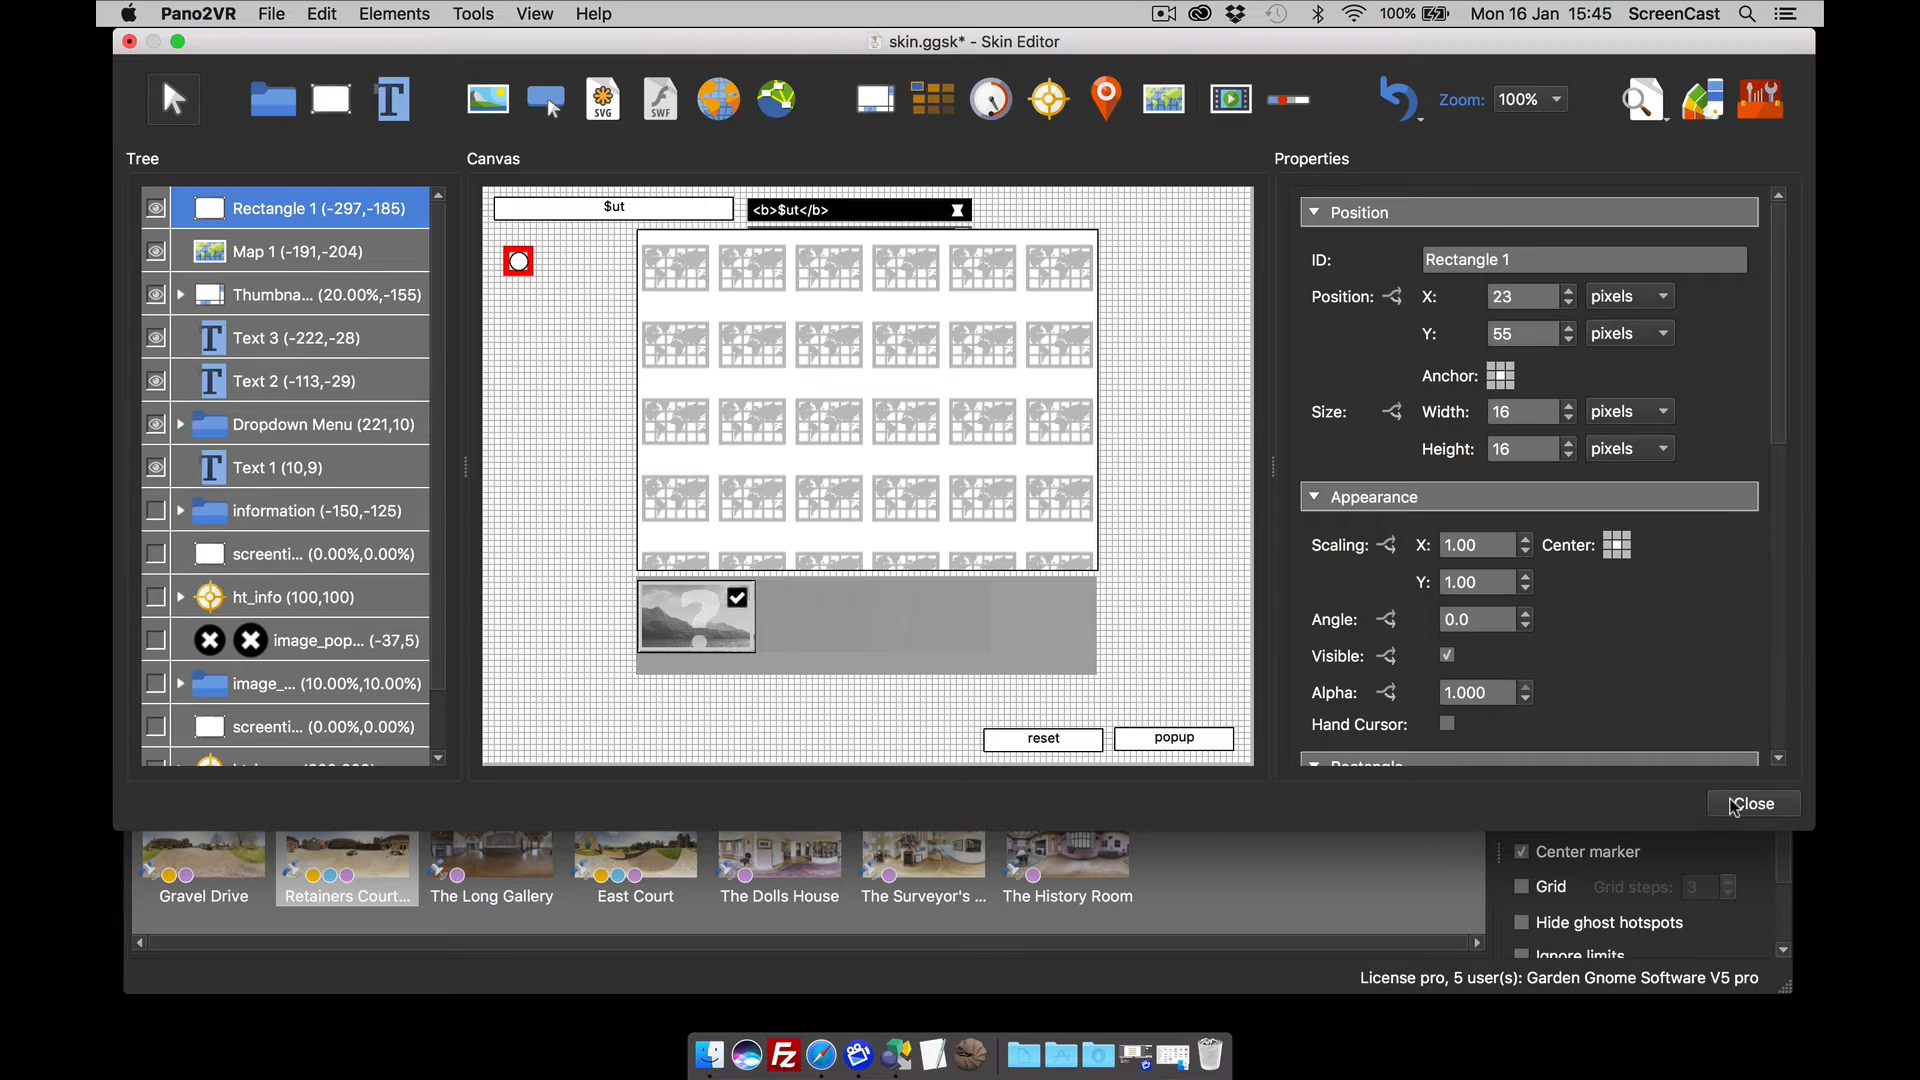 Pano2VR File Edit Elements Tools View Help 100% Mon 16 Jan 15:45 ScreenCast
skin.ggsk* - Skin Editor
T SVG SWF Zoom: 100%
Tree
Canvas
Properties
Rectangle 1 (-297,-185)
Map 1 (-191,-204)
Thumbna... (20.00%,-155)
T Text 3 (-222,-28)
T Text 2 (-113,-29)
Dropdown Menu (221,10)
T Text 1 (10,9)
information (-150,-125)
screenti... (0.00%,0.00%)
ht_info (100,100)
image_pop... (-37,5)
image_... (10.00%,10.00%)
screenti... (0.00%,0.00%)
$ut
<b>$ut</b>
?
reset
popup
Position
ID: Rectangle 1
Position: X: 23 pixels
Y: 55 pixels
Anchor:
Size: Width: 16 pixels
Height: 16 pixels
Appearance
Scaling: X: 1.00 Center:
Y: 1.00
Angle: 0.0
Visible:
Alpha: 1.000
Hand Cursor:
Rectangle
Close
Gravel Drive
Retainers Court...
The Long Gallery
East Court
The Dolls House
The Surveyor's ...
The History Room
Center marker
Grid Grid steps: 3
Hide ghost hotspots
Ignore limits
License pro, 5 user(s): Garden Gnome Software V5 pro
FZ